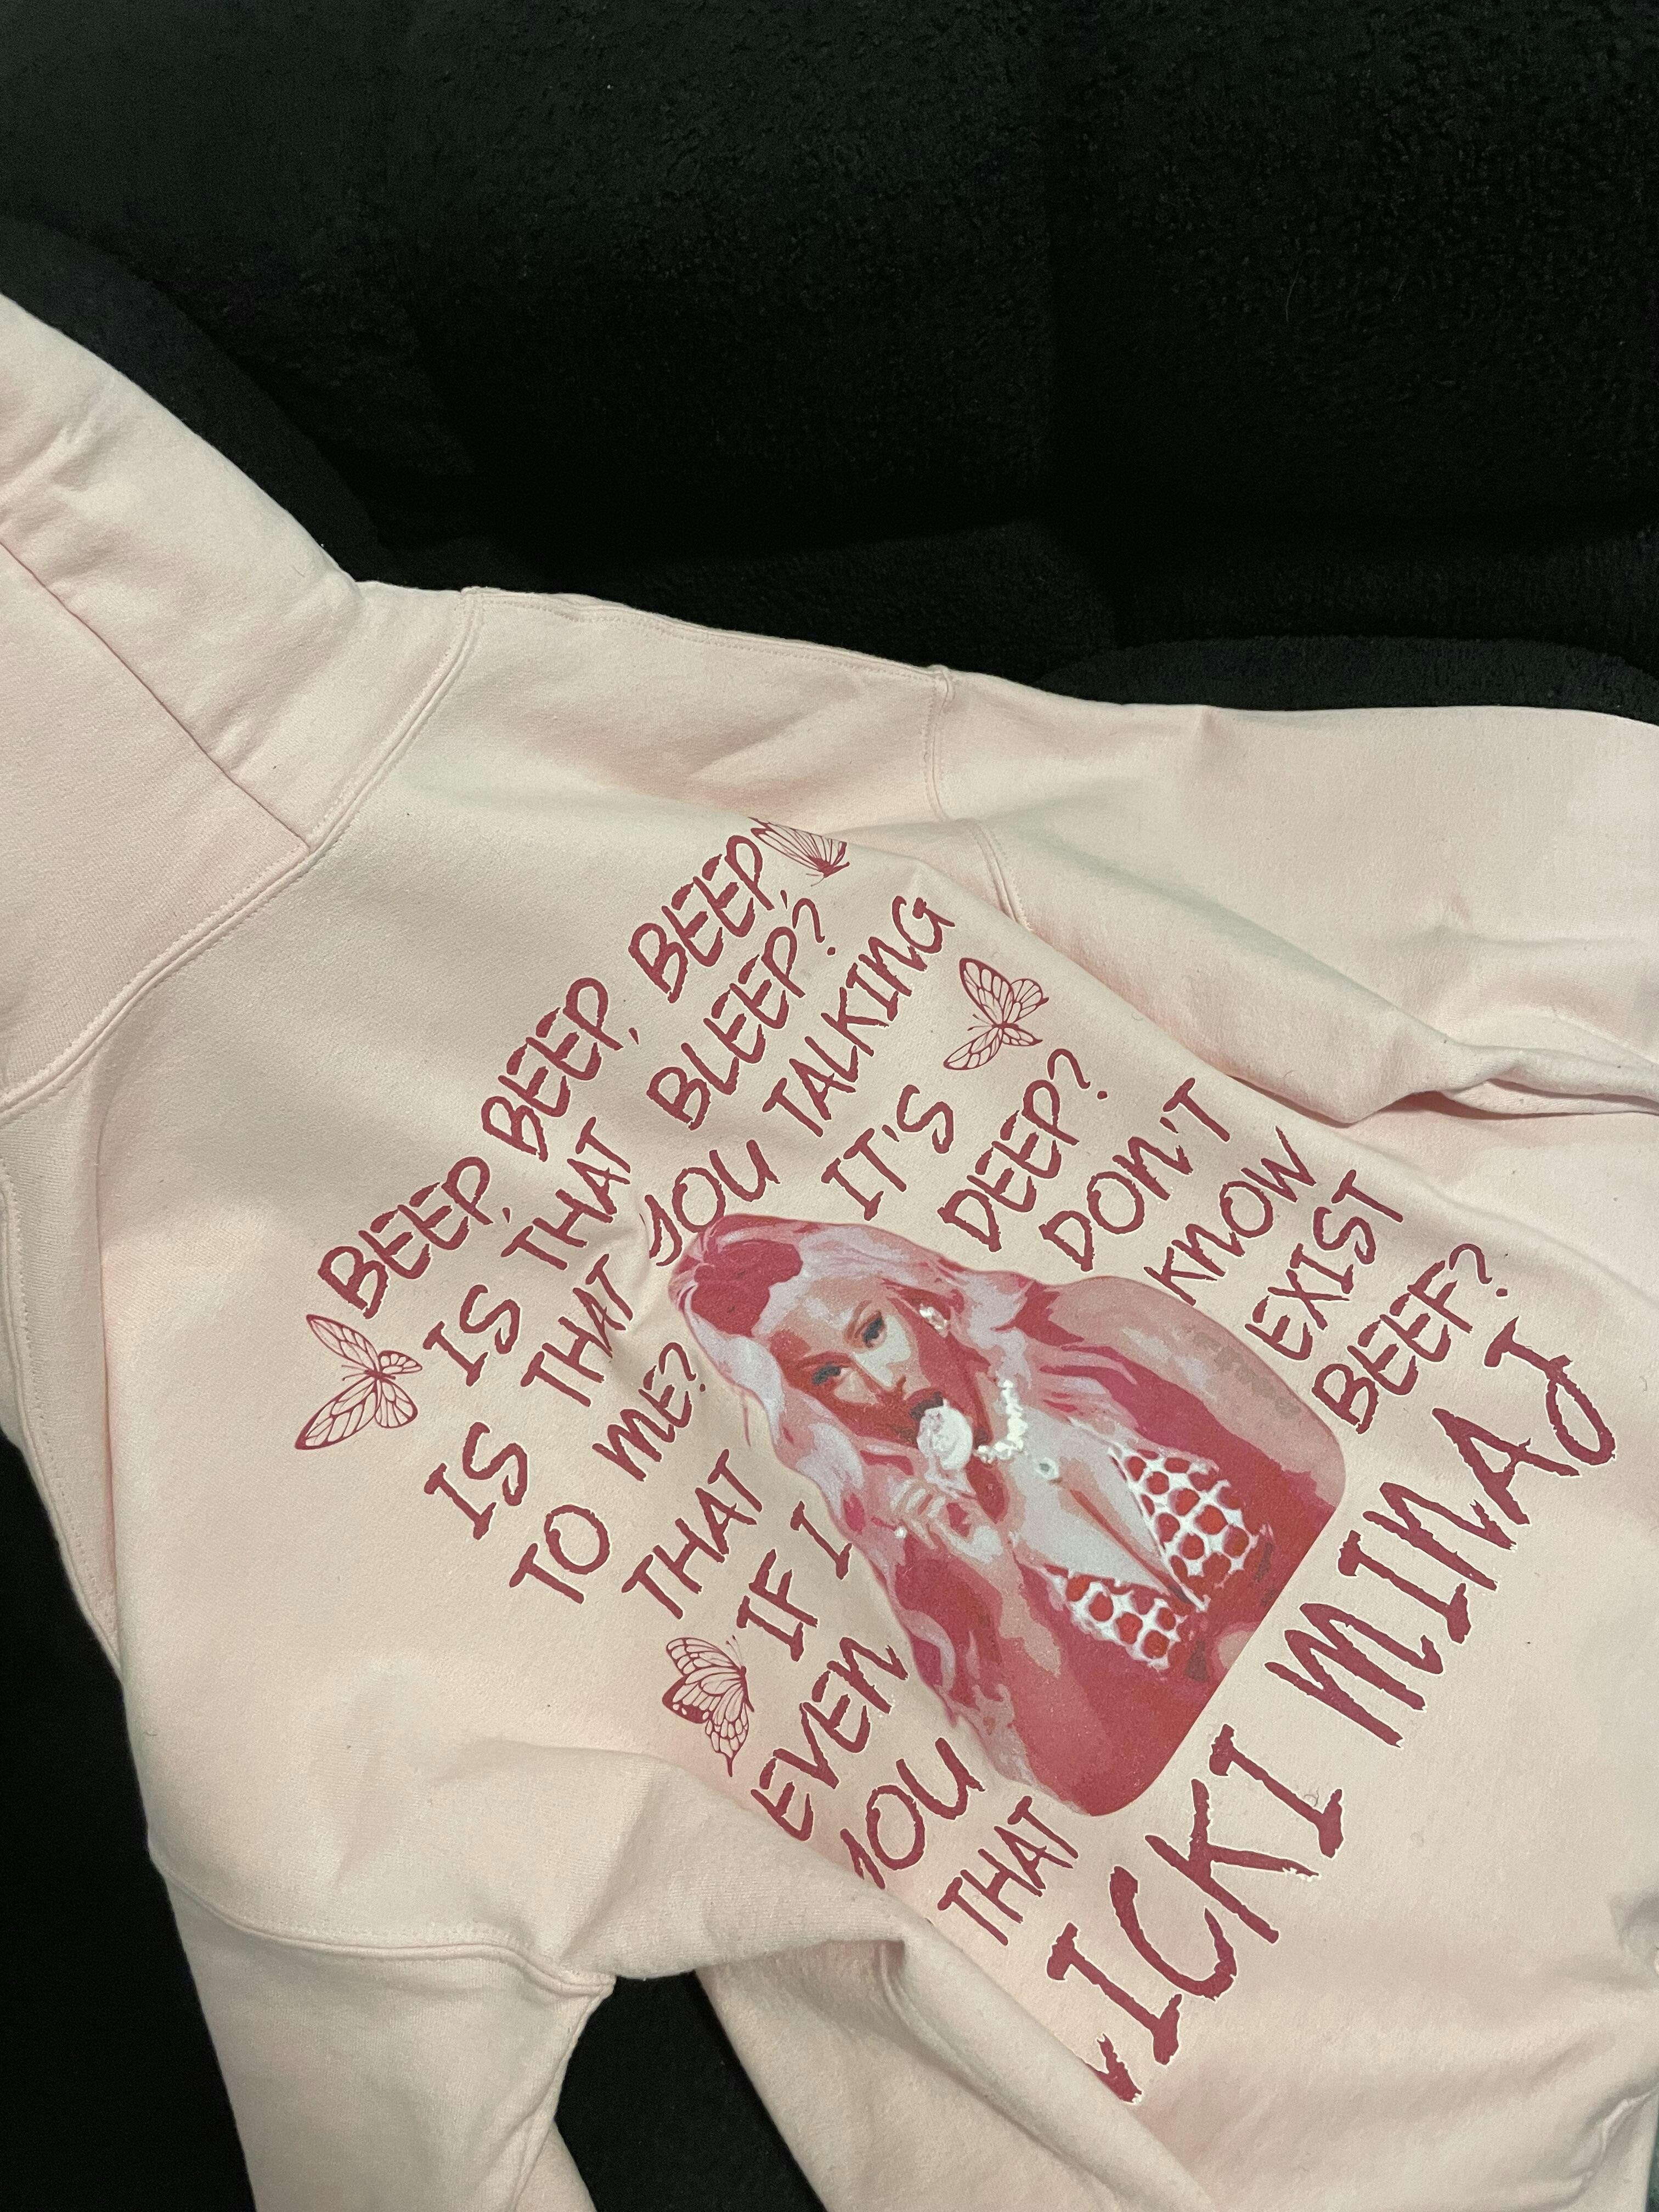 BEEP, BEEP, BEEP,
IS THAT BLEEP?
IS THAT YOU TALKING
TO ME? IT'S
THAT DEEP?
IF I DON'T
EVEN KNOW
YOU EXIST
THAT BEEF?
NICKI MINAJ